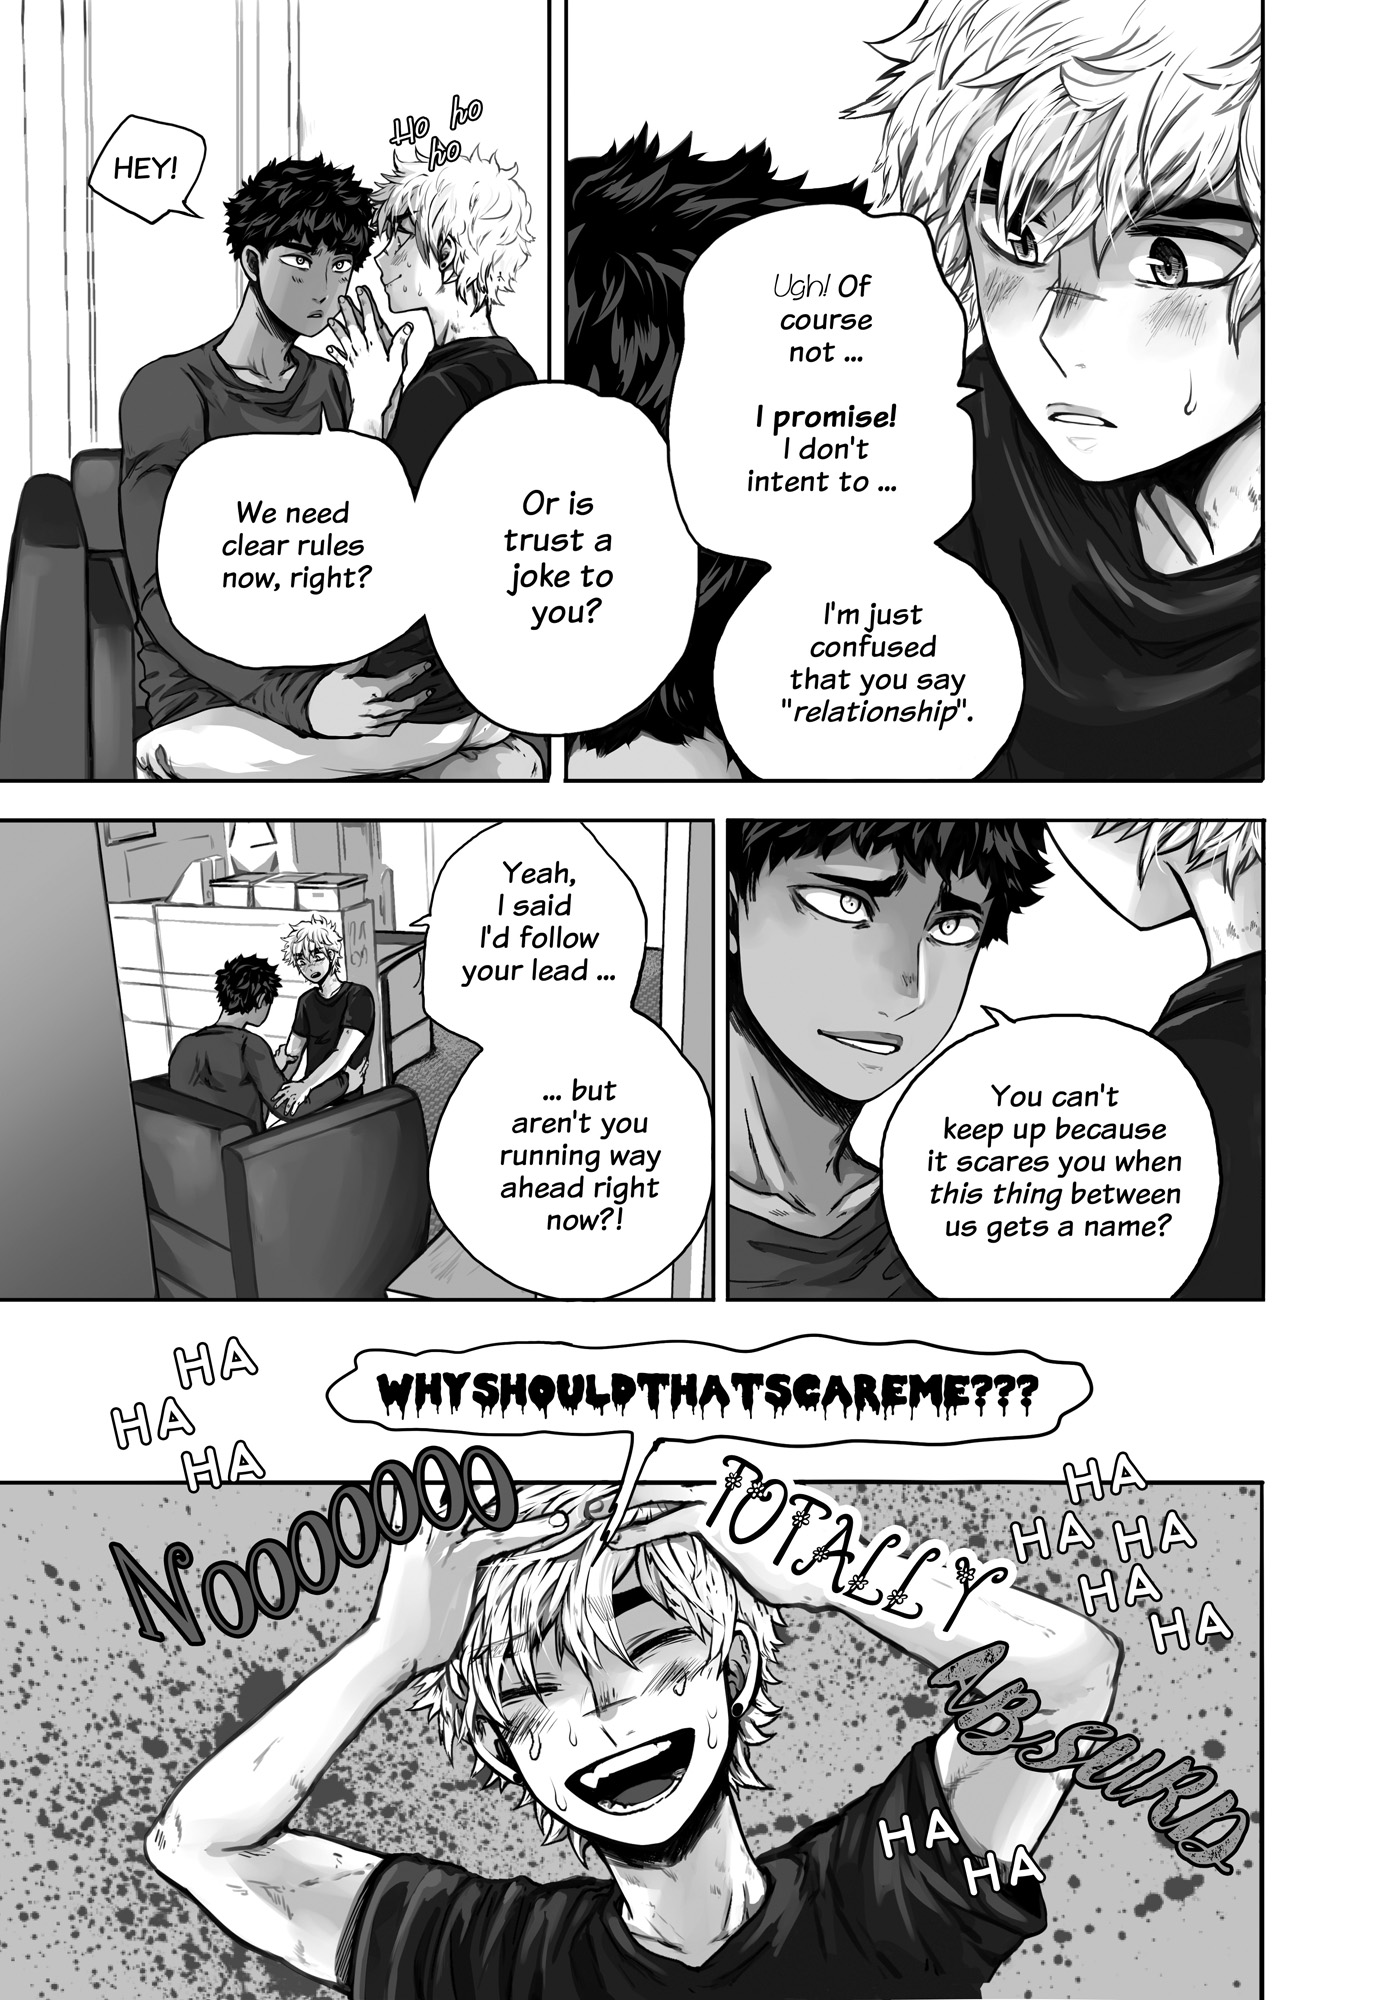 HEY!
Ho ho
ho
We need
clear rules
now, right?
Or is
trust a
joke to
you?
Ugh! Of
course
not ...
I promise!
I don't
intent to ...
I'm just
confused
that you say
"relationship".
Yeah,
I said
I'd follow
your lead ...
... but
aren't you
running way
ahead right
now?!
You can't
keep up because
it scares you when
this thing between
us gets a name?
WHYSHOULDTHATSCAREME???
HA
HA
HA
NOOOOOOOO
TOTALLY
ABSURD
HA
HA HA
HA
HA
HA
HA